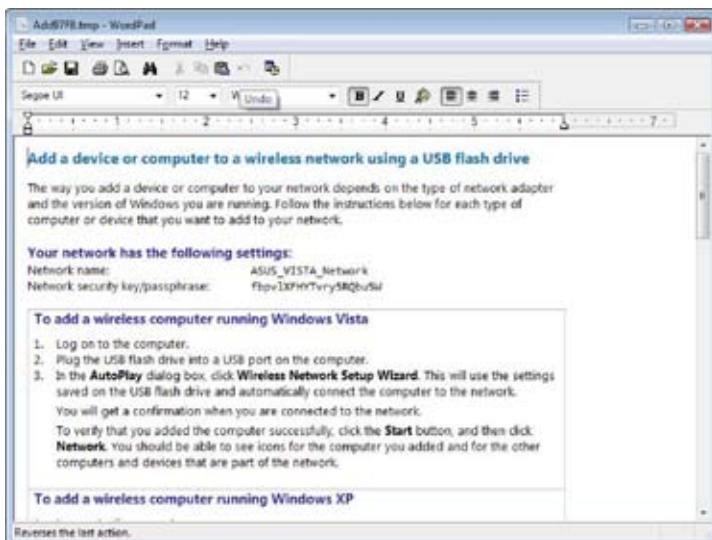 Add87F8.tmp - WordPad
File Edit View Insert Format Help
Segoe UI 12 W
Undo
1 2 3 4 5 7
Add a device or computer to a wireless network using a USB flash drive
The way you add a device or computer to your network depends on the type of network adapter
and the version of Windows you are running. Follow the instructions below for each type of
computer or device that you want to add to your network.
Your network has the following settings:
Network name: ASUS_VISTA_Network
Network security key/passphrase:
To add a wireless computer running Windows Vista
1. Log on to the computer.
2. Plug the USB flash drive into a USB port on the computer.
3. In the AutoPlay dialog box, click Wireless Network Setup Wizard. This will use the settings
saved on the USB flash drive and automatically connect the computer to the network.
You will get a confirmation when you are connected to the network.
To verify that you added the computer successfully, click the Start button, and then click
Network. You should be able to see icons for the computer you added and for the other
computers and devices that are part of the network.
To add a wireless computer running Windows XP
Reverses the last action.